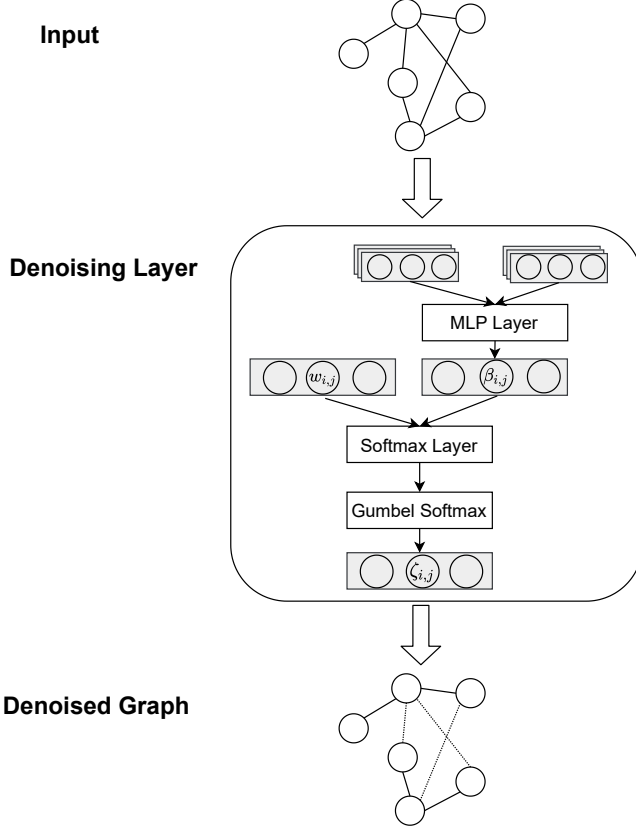 Input
Denoising Layer
MLP Layer
w_{i,j}
β_{i,j}
Softmax Layer
Gumbel Softmax
ζ_{i,j}
Denoised Graph